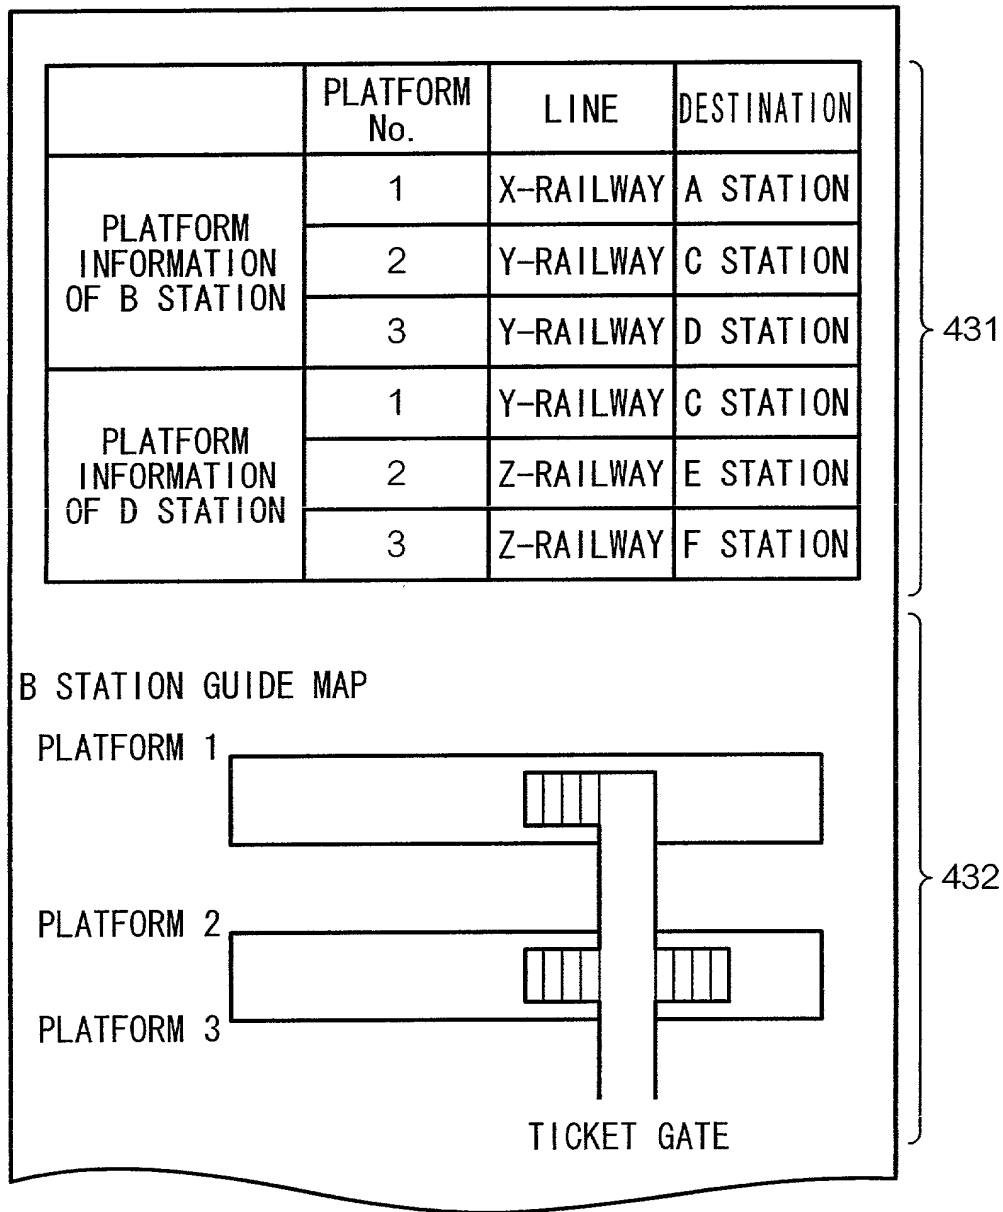 PLATFORM No. LINE DESTINATION
PLATFORM INFORMATION OF B STATION
1 X-RAILWAY A STATION
2 Y-RAILWAY C STATION
3 Y-RAILWAY D STATION
PLATFORM INFORMATION OF D STATION
1 Y-RAILWAY C STATION
2 Z-RAILWAY E STATION
3 Z-RAILWAY F STATION
431
B STATION GUIDE MAP
PLATFORM 1
PLATFORM 2
PLATFORM 3
TICKET GATE
432